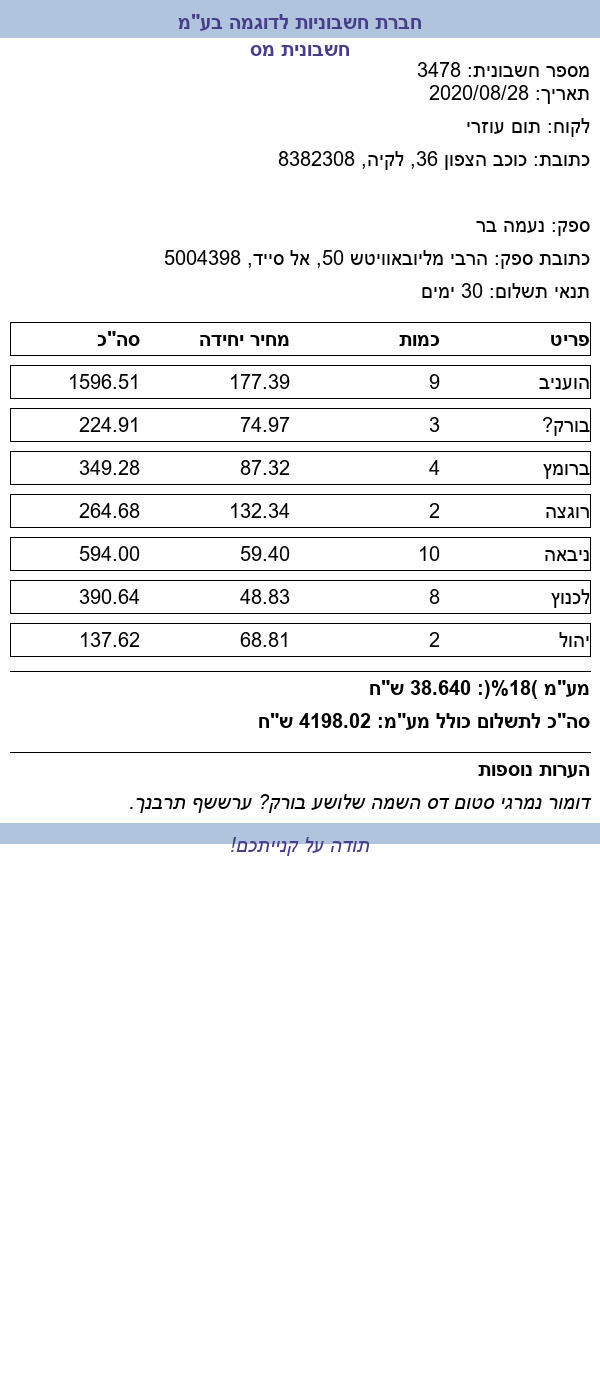 חברת חשבוניות לדוגמה בע"מ
חשבונית מס
מספר חשבונית: 3478
תאריך: 2020/08/28
לקוח: תום עוזרי
כתובת: כוכב הצפון 36, לקיה, 8382308
ספק: נעמה בר
כתובת ספק: הרבי מליובאוויטש 50, אל סייד, 5004398
תנאי תשלום: 30 ימים
פריט כמות מחיר יחידה סה"כ
הועניב 9 177.39 1596.51
בורק? 3 74.97 224.91
ברומץ 4 87.32 349.28
רוגצה 2 132.34 264.68
ניבאה 10 59.40 594.00
לכנוץ 8 48.83 390.64
יהול 2 68.81 137.62
מע"מ )18%(: 38.640 ש"ח
סה"כ לתשלום כולל מע"מ: 4198.02 ש"ח
הערות נוספות
דומור נמרגי סטום דס השמה שלושע בורק? ערששף תרבנך.
תודה על קנייתכם!